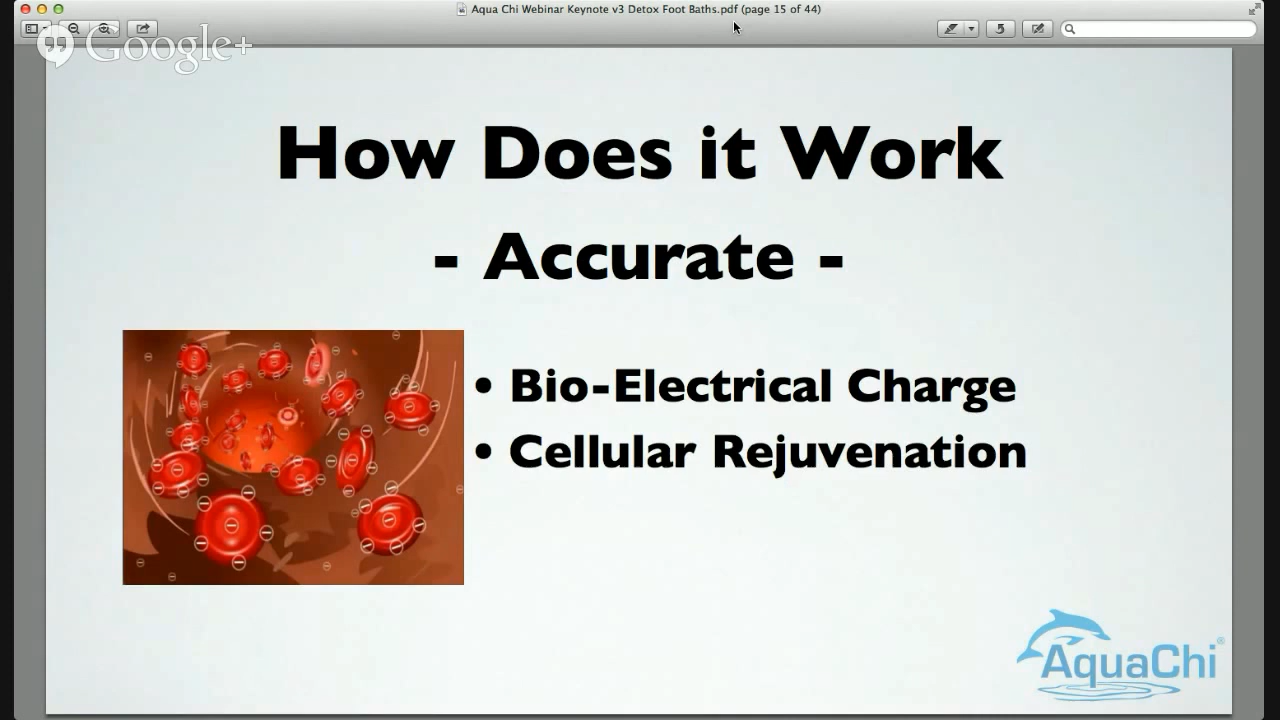 Aqua Chi Webinar Keynote v3 Detox Foot Baths.pdf (page 15 of 44)
Google+
How Does it Work
- Accurate -
• Bio-Electrical Charge
• Cellular Rejuvenation
AquaChi®